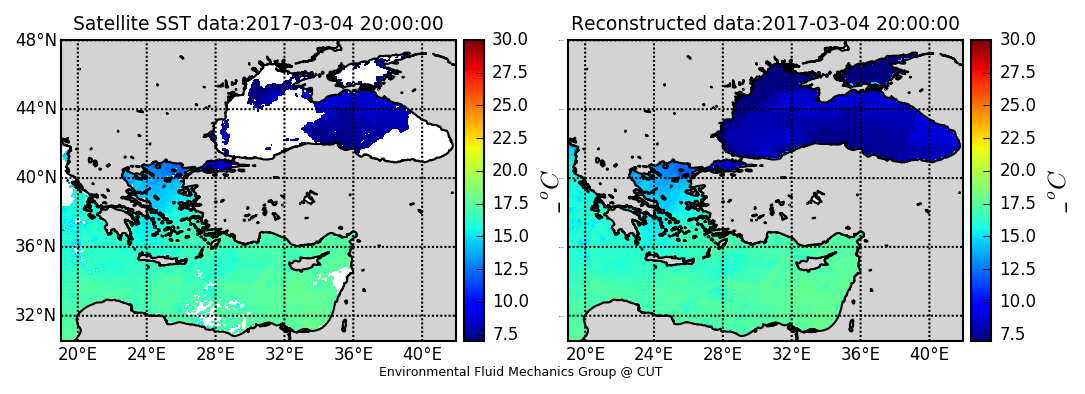 Satellite SST data:2017-03-04 20:00:00
48°N
44°N
40°N
36°N
32°N
20°E 24°E 28°E 32°E 36°E 40°E
30.0
27.5
25.0
22.5
20.0
17.5
15.0
12.5
10.0
7.5
_ °C
Reconstructed data:2017-03-04 20:00:00
20°E 24°E 28°E 32°E 36°E 40°E
30.0
27.5
25.0
22.5
20.0
17.5
15.0
12.5
10.0
7.5
_ °C
Environmental Fluid Mechanics Group @ CUT